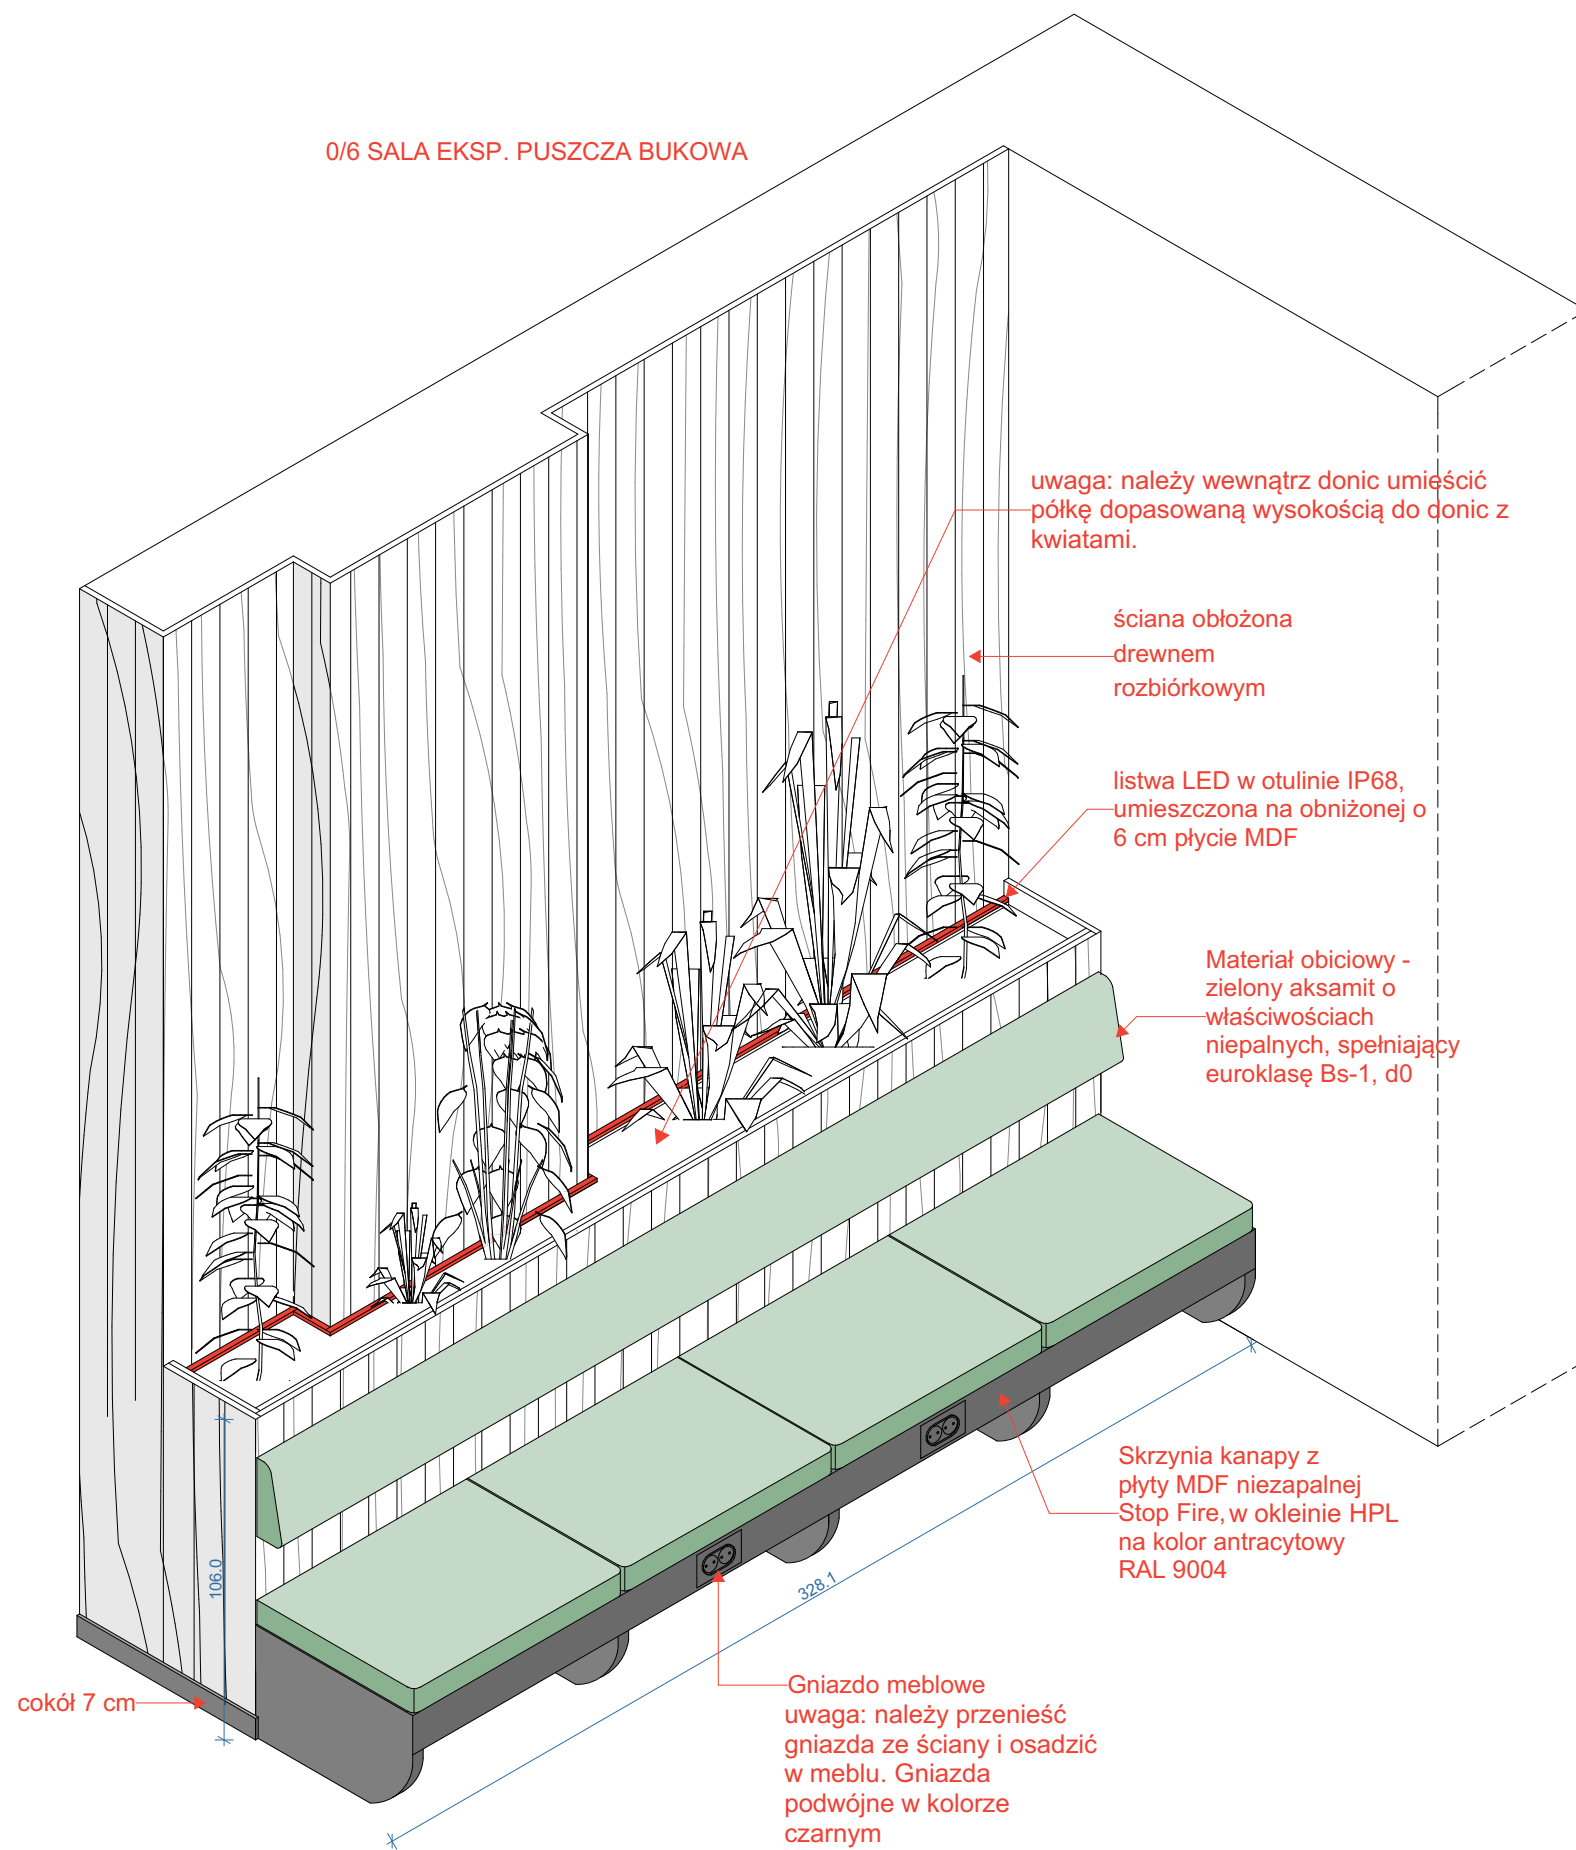 0/6 SALA EKSP. PUSZCZA BUKOWA
uwaga: należy wewnątrz donic umieścić
półkę dopasowaną wysokością do donic z
kwiatami.
ściana obłożona
drewnem
rozbiórkowym
listwa LED w otulinie IP68,
umieszczona na obniżonej o
6 cm płycie MDF
Materiał obiciowy -
zielony aksamit o
właściwościach
niepalnych, spełniający
euroklasę Bs-1, d0
Skrzynia kanapy z
płyty MDF niezapalnej
Stop Fire, w okleinie HPL
na kolor antracytowy
RAL 9004
106.0
328.1
cokół 7 cm
Gniazdo meblowe
uwaga: należy przenieść
gniazda ze ściany i osadzić
w meblu. Gniazda
podwójne w kolorze
czarnym